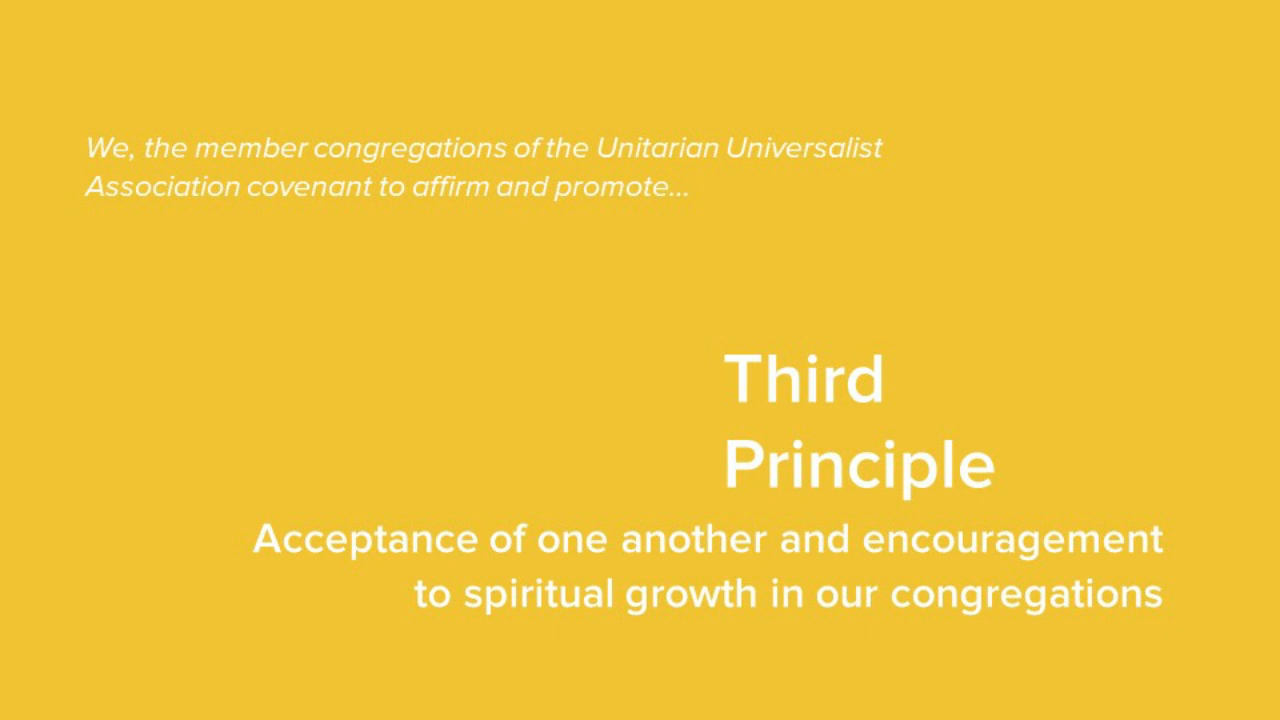 We, the member congregations of the Unitarian Universalist
Association covenant to affirm and promote...
Third
Principle
Acceptance of one another and encouragement
to spiritual growth in our congregations